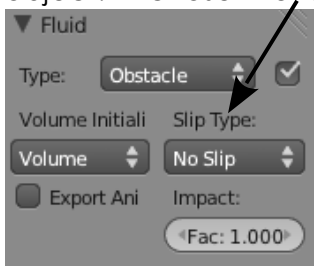 Fluid
Type: Obstacle
Volume Initiali Slip Type:
Volume No Slip
Export Ani Impact:
Fac: 1.000